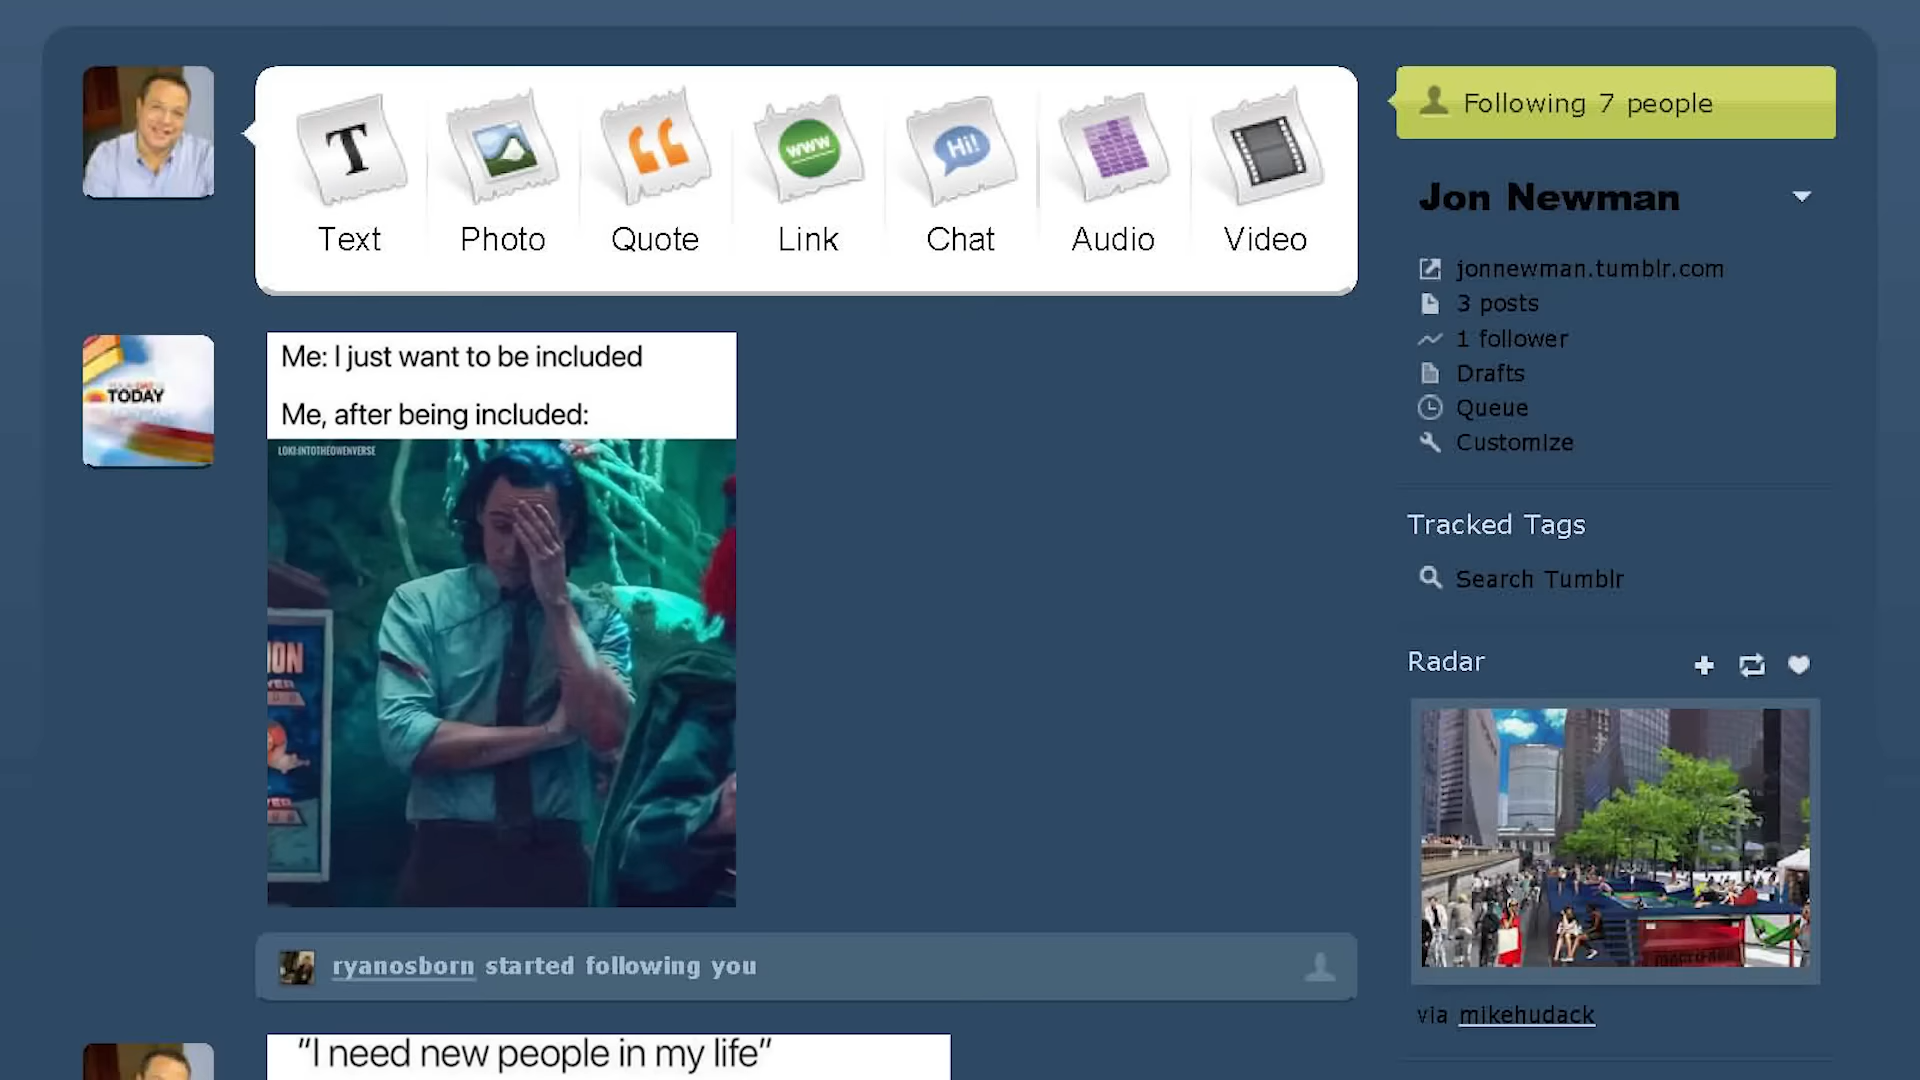 Text
Photo
Quote
www
Link
Hi!
Chat
Audio
Video
Following 7 people
Jon Newman
jonnewman.tumblr.com
3 posts
1 follower
Drafts
Queue
Customize
Tracked Tags
Search Tumblr
Radar
via mikehudack
TODAY
Me: I just want to be included
Me, after being included:
LOKI:INTOTHEOWENVERSE
ryanosborn started following you
“I need new people in my life”